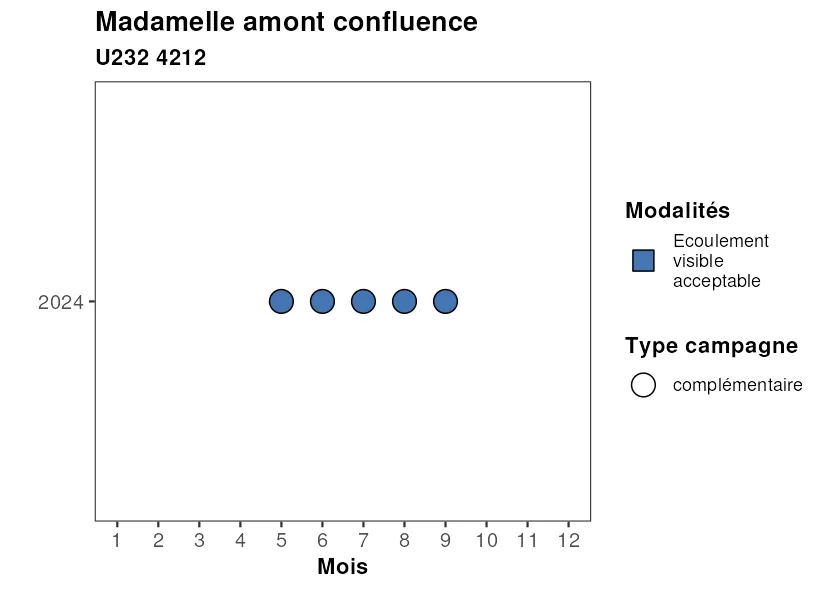 Madamelle amont confluence
U232 4212
Modalités
Ecoulement
visible
acceptable
2024
Type campagne
complémentaire
1 2 3 4 5 6 7 8 9 10 11 12
Mois